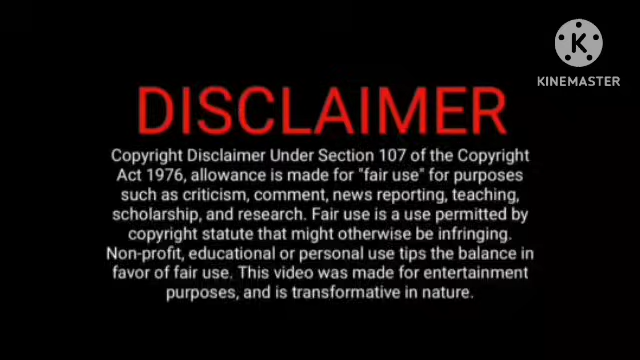 K
KINEMASTER
DISCLAIMER
Copyright Disclaimer Under Section 107 of the Copyright
Act 1976, allowance is made for "fair use" for purposes
such as criticism, comment, news reporting, teaching,
scholarship, and research. Fair use is a use permitted by
copyright statute that might otherwise be infringing.
Non-profit, educational or personal use tips the balance in
favor of fair use. This video was made for entertainment
purposes, and is transformative in nature.